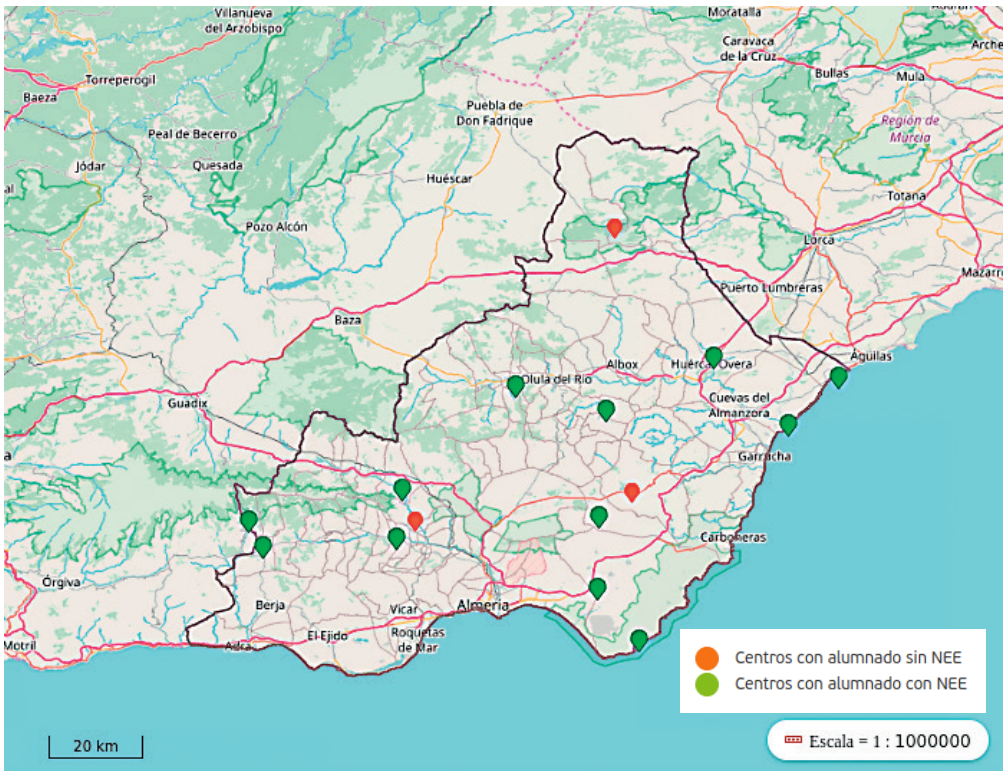 Villanueva
del Arzobispo
Moratalla
Caravaca
de la Cruz
Bullas
Mula
Torreperogil
Baeza
Puebla de
Don Fadrique
Región de
Murcia
Peal de Becerro
Jódar
Quesada
Huéscar
Totana
Pozo Alcón
Lorca
Puerto Lumbreras
Baza
Águilas
Albox
Huércal-Overa
Olula del Río
Guadix
Cuevas del
Almanzora
Garrucha
Carboneras
Órgiva
Berja
Vícar
Almería
El Ejido
Roquetas
de Mar
Motril
Adra
Centros con alumnado sin NEE
Centros con alumnado con NEE
20 km
Escala = 1 : 1000000